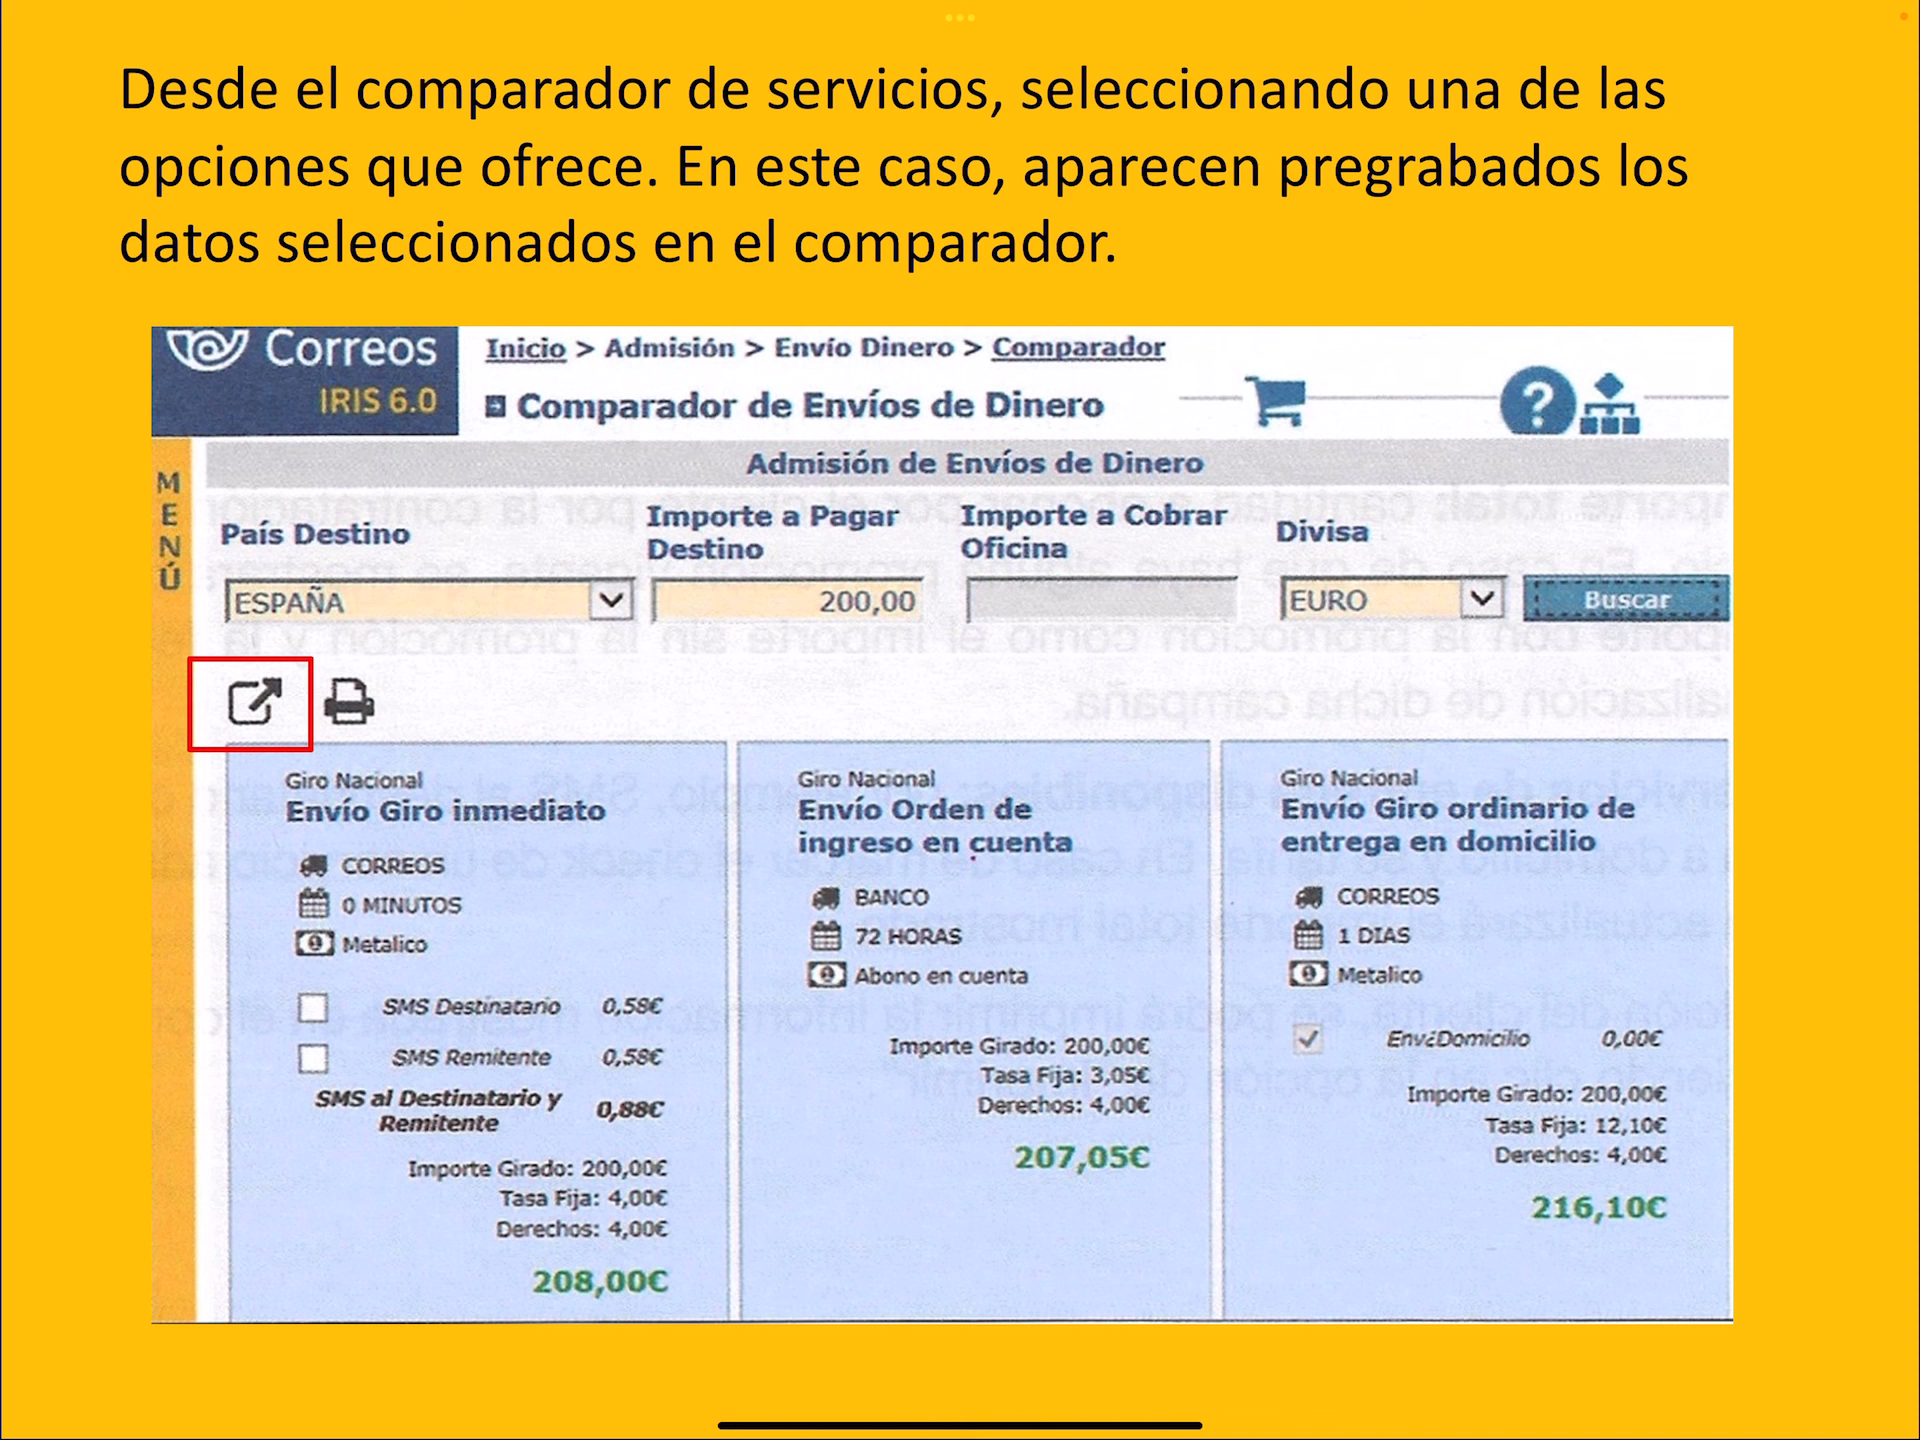 Desde el comparador de servicios, seleccionando una de las
opciones que ofrece. En este caso, aparecen pregrabados los
datos seleccionados en el comparador.
Correos
IRIS 6.0
Inicio > Admisión > Envío Dinero > Comparador
Comparador de Envíos de Dinero
MENÚ
Admisión de Envíos de Dinero
País Destino
Importe a Pagar
Destino
Importe a Cobrar
Oficina
Divisa
ESPAÑA
200,00
EURO
Buscar
Giro Nacional
Envío Giro inmediato
CORREOS
0 MINUTOS
Metalico
SMS Destinatario 0,58€
SMS Remitente 0,58€
SMS al Destinatario y
Remitente 0,88€
Importe Girado: 200,00€
Tasa Fija: 4,00€
Derechos: 4,00€
208,00€
Giro Nacional
Envío Orden de
ingreso en cuenta
BANCO
72 HORAS
Abono en cuenta
Importe Girado: 200,00€
Tasa Fija: 3,05€
Derechos: 4,00€
207,05€
Giro Nacional
Envío Giro ordinario de
entrega en domicilio
CORREOS
1 DIAS
Metalico
Env¿Domicilio 0,00€
Importe Girado: 200,00€
Tasa Fija: 12,10€
Derechos: 4,00€
216,10€